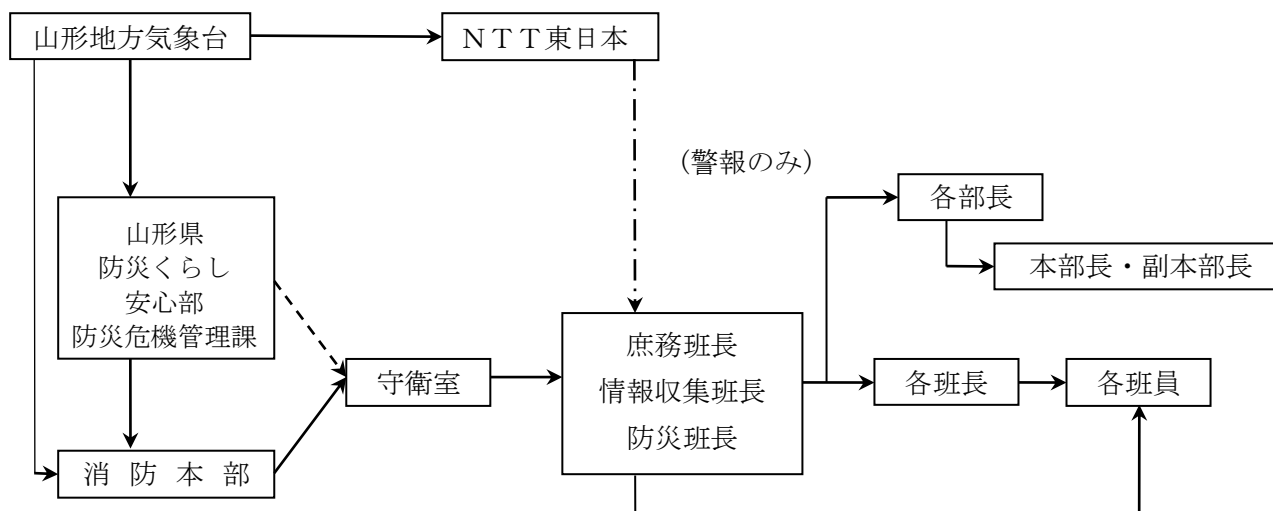 山形地方気象台
ＮＴＴ東日本
（警報のみ）
各部長
本部長・副本部長
山形県
防災くらし
安心部
防災危機管理課
守衛室
庶務班長
情報収集班長
防災班長
各班長
各班員
消 防 本 部